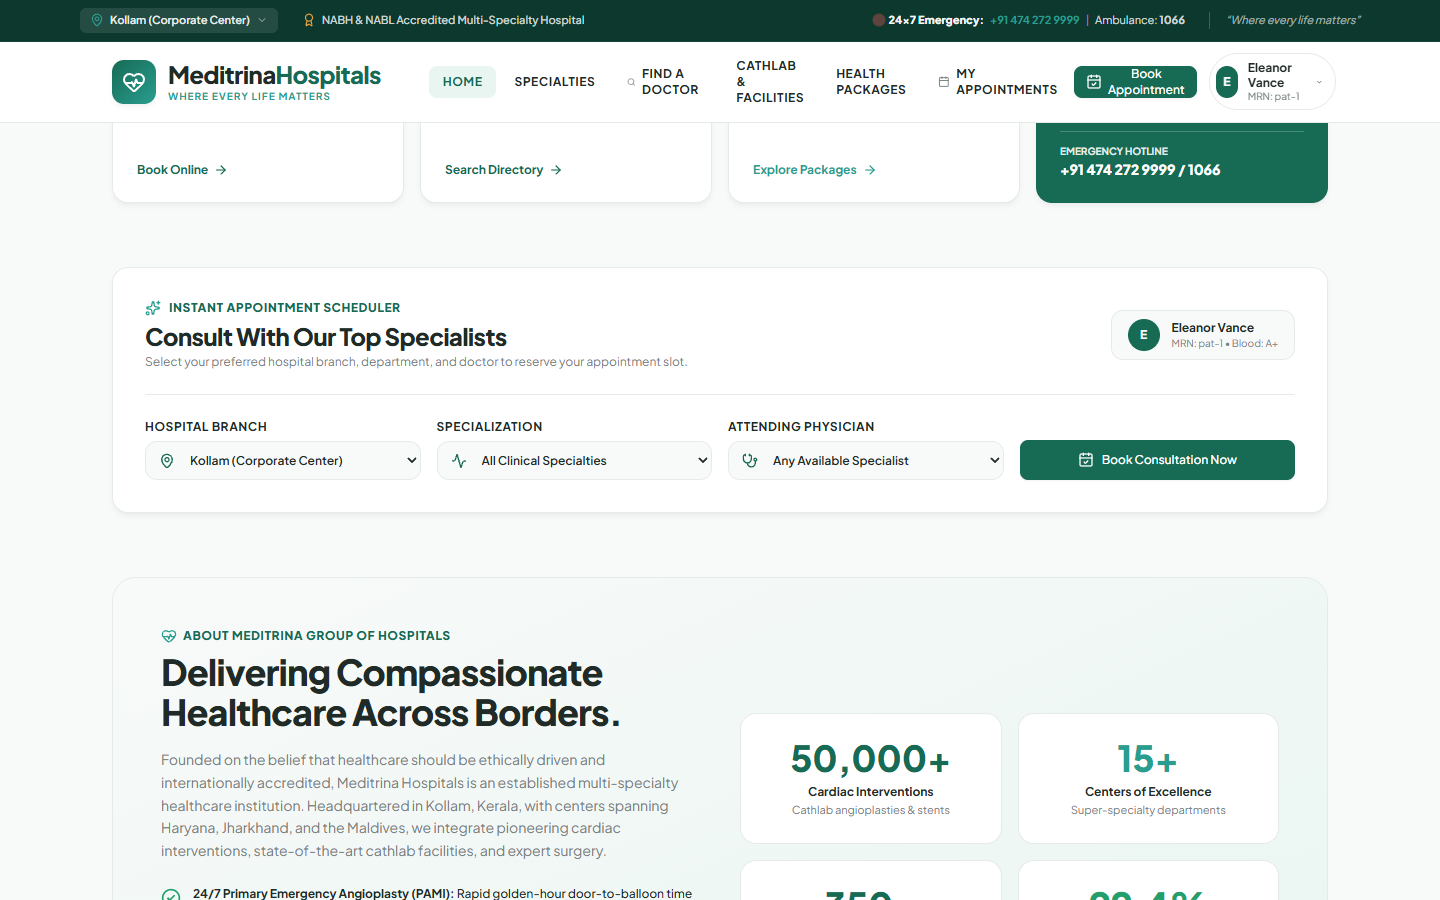 Kollam (Corporate Center)
NABH & NABL Accredited Multi-Specialty Hospital
24×7 Emergency: +91 474 272 9999 | Ambulance: 1066
"Where every life matters"
MeditrinaHospitals
WHERE EVERY LIFE MATTERS
HOME
SPECIALTIES
FIND A
DOCTOR
CATHLAB
&
FACILITIES
HEALTH
PACKAGES
MY
APPOINTMENTS
Book
Appointment
E
Eleanor
Vance
MRN: pat-1
Book Online
Search Directory
Explore Packages
EMERGENCY HOTLINE
+91 474 272 9999 / 1066
INSTANT APPOINTMENT SCHEDULER
Consult With Our Top Specialists
Select your preferred hospital branch, department, and doctor to reserve your appointment slot.
E
Eleanor Vance
MRN: pat-1 • Blood: A+
HOSPITAL BRANCH
Kollam (Corporate Center)
SPECIALIZATION
All Clinical Specialties
ATTENDING PHYSICIAN
Any Available Specialist
Book Consultation Now
ABOUT MEDITRINA GROUP OF HOSPITALS
Delivering Compassionate
Healthcare Across Borders.
Founded on the belief that healthcare should be ethically driven and
internationally accredited, Meditrina Hospitals is an established multi-specialty
healthcare institution. Headquartered in Kollam, Kerala, with centers spanning
Haryana, Jharkhand, and the Maldives, we integrate pioneering cardiac
interventions, state-of-the-art cathlab facilities, and expert surgery.
24/7 Primary Emergency Angioplasty (PAMI): Rapid golden-hour door-to-balloon time
50,000+
Cardiac Interventions
Cathlab angioplasties & stents
15+
Centers of Excellence
Super-specialty departments